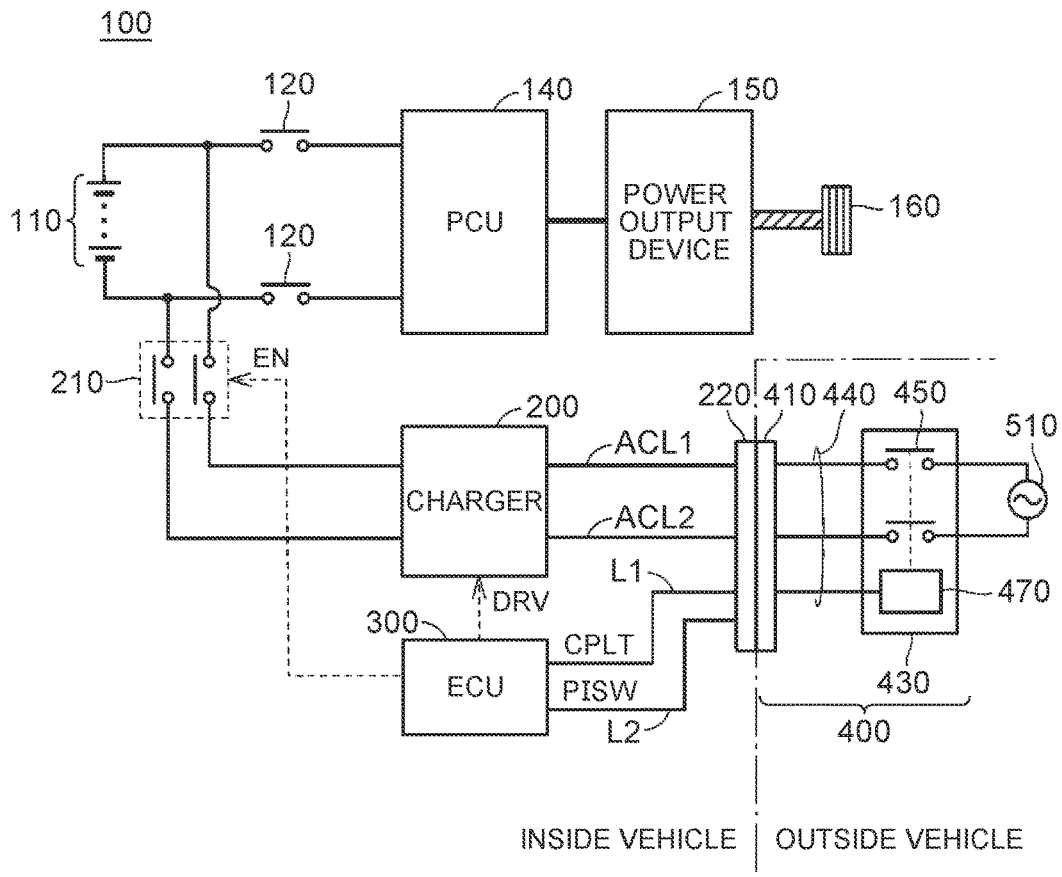 100
120
140
150
110
PCU
POWER
OUTPUT
DEVICE
160
120
210
EN
200
220
410
440
450
510
CHARGER
ACL1
ACL2
L1
DRV
470
300
CPLT
ECU
PISW
L2
430
400
INSIDE VEHICLE
OUTSIDE VEHICLE